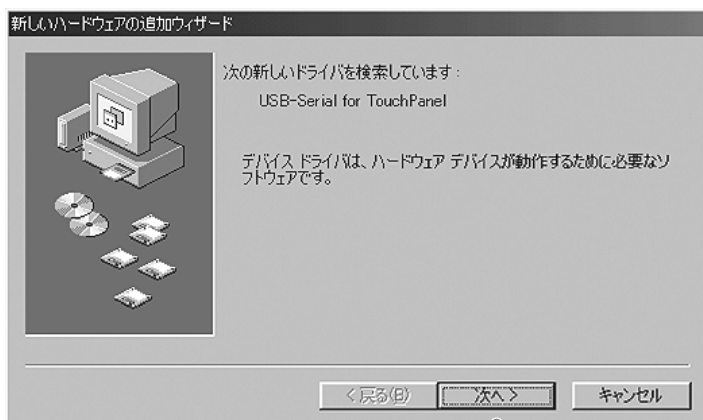 新しいハードウェアの追加ウィザード
次の新しいドライバを検索しています:
USB-Serial for TouchPanel
デバイス ドライバは、ハードウェア デバイスが動作するために必要なソ
フトウェアです。
< 戻る(B)
次へ >
キャンセル